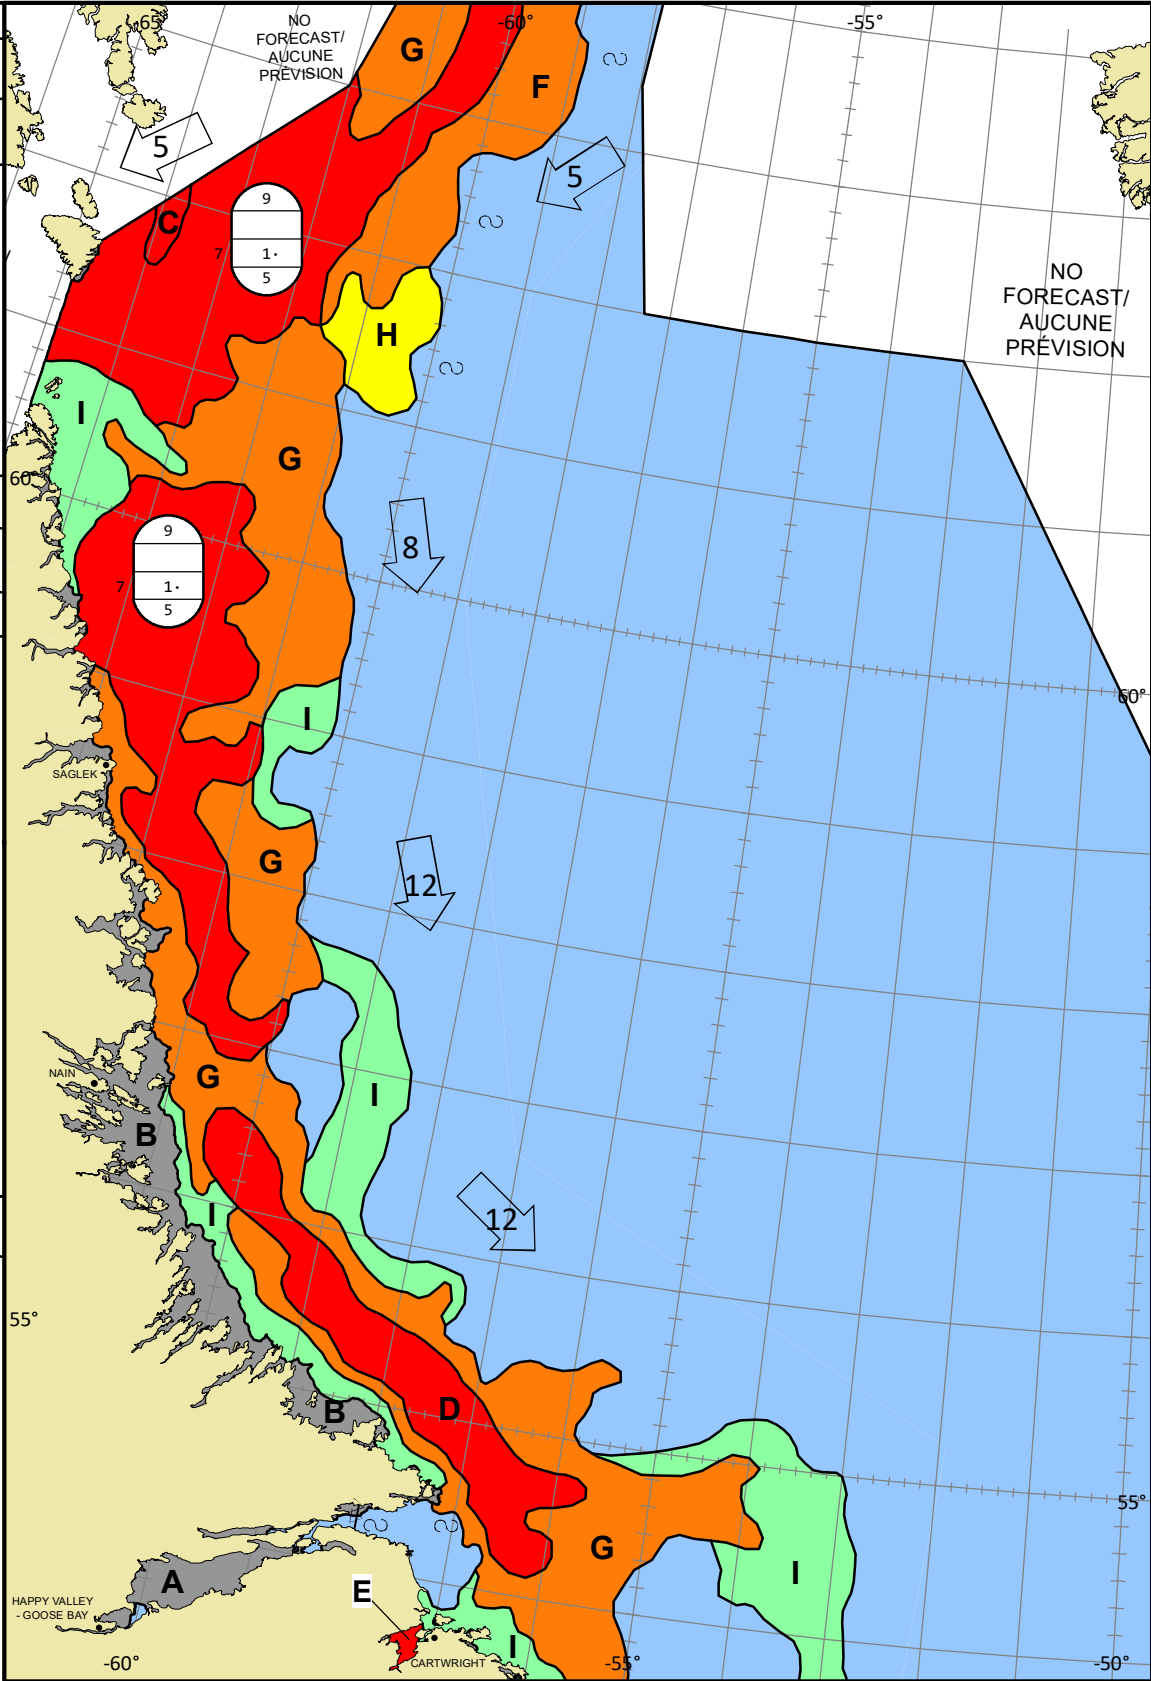 -65°
NO
FORECAST/
AUCUNE
PRÉVISION
G
-60°
F
-55°
5
5
C
9
7 1·
5
H
NO
FORECAST/
AUCUNE
PRÉVISION
I
G
60°
9
7 1·
5
8
60°
I
SAGLEK
G
12
NAIN
G
I
B
I
12
55°
B
D
55°
G
A
E
I
HAPPY VALLEY
- GOOSE BAY
I
CARTWRIGHT
-60°
-55°
-50°